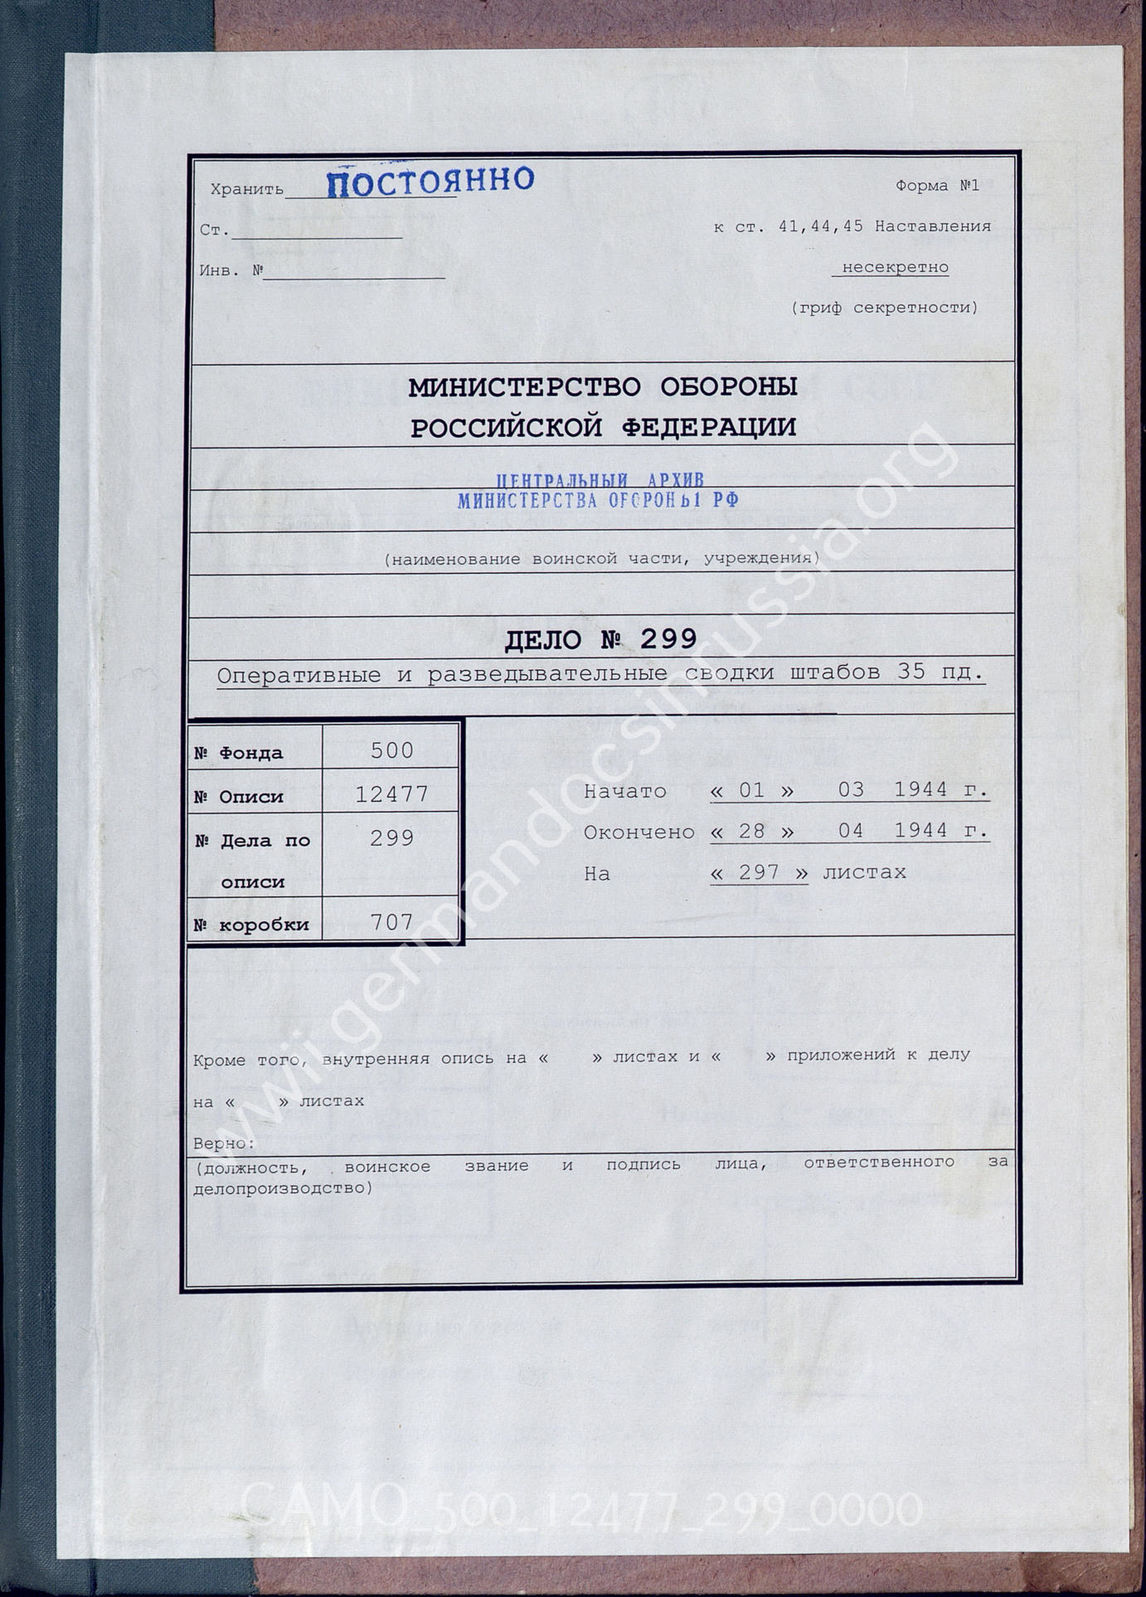 Хранить ПОСТОЯННО
Форма №1
Ст.
к ст. 41,44,45 Наставления
Инв. №
несекретно
(гриф секретности)
МИНИСТЕРСТВО ОБОРОНЫ
РОССИЙСКОЙ ФЕДЕРАЦИИ
ЦЕНТРАЛЬНЫЙ АРХИВ
МИНИСТЕРСТВА ОБОРОНЫ РФ
(наименование воинской части, учреждения)
ДЕЛО № 299
Оперативные и разведывательные сводки штабов 35 пд.
№ Фонда 500
№ Описи 12477
№ Дела по 299
описи
№ коробки 707
Начато « 01 » 03 1944 г.
Окончено « 28 » 04 1944 г.
На « 297 » листах
Кроме того, внутренняя опись на « » листах и « » приложений к делу
на « » листах
Верно:
(должность, воинское звание и подпись лица, ответственного за
делопроизводство)
wwii.germandocsinrussia.org
CAMO_500_12477_299_0000